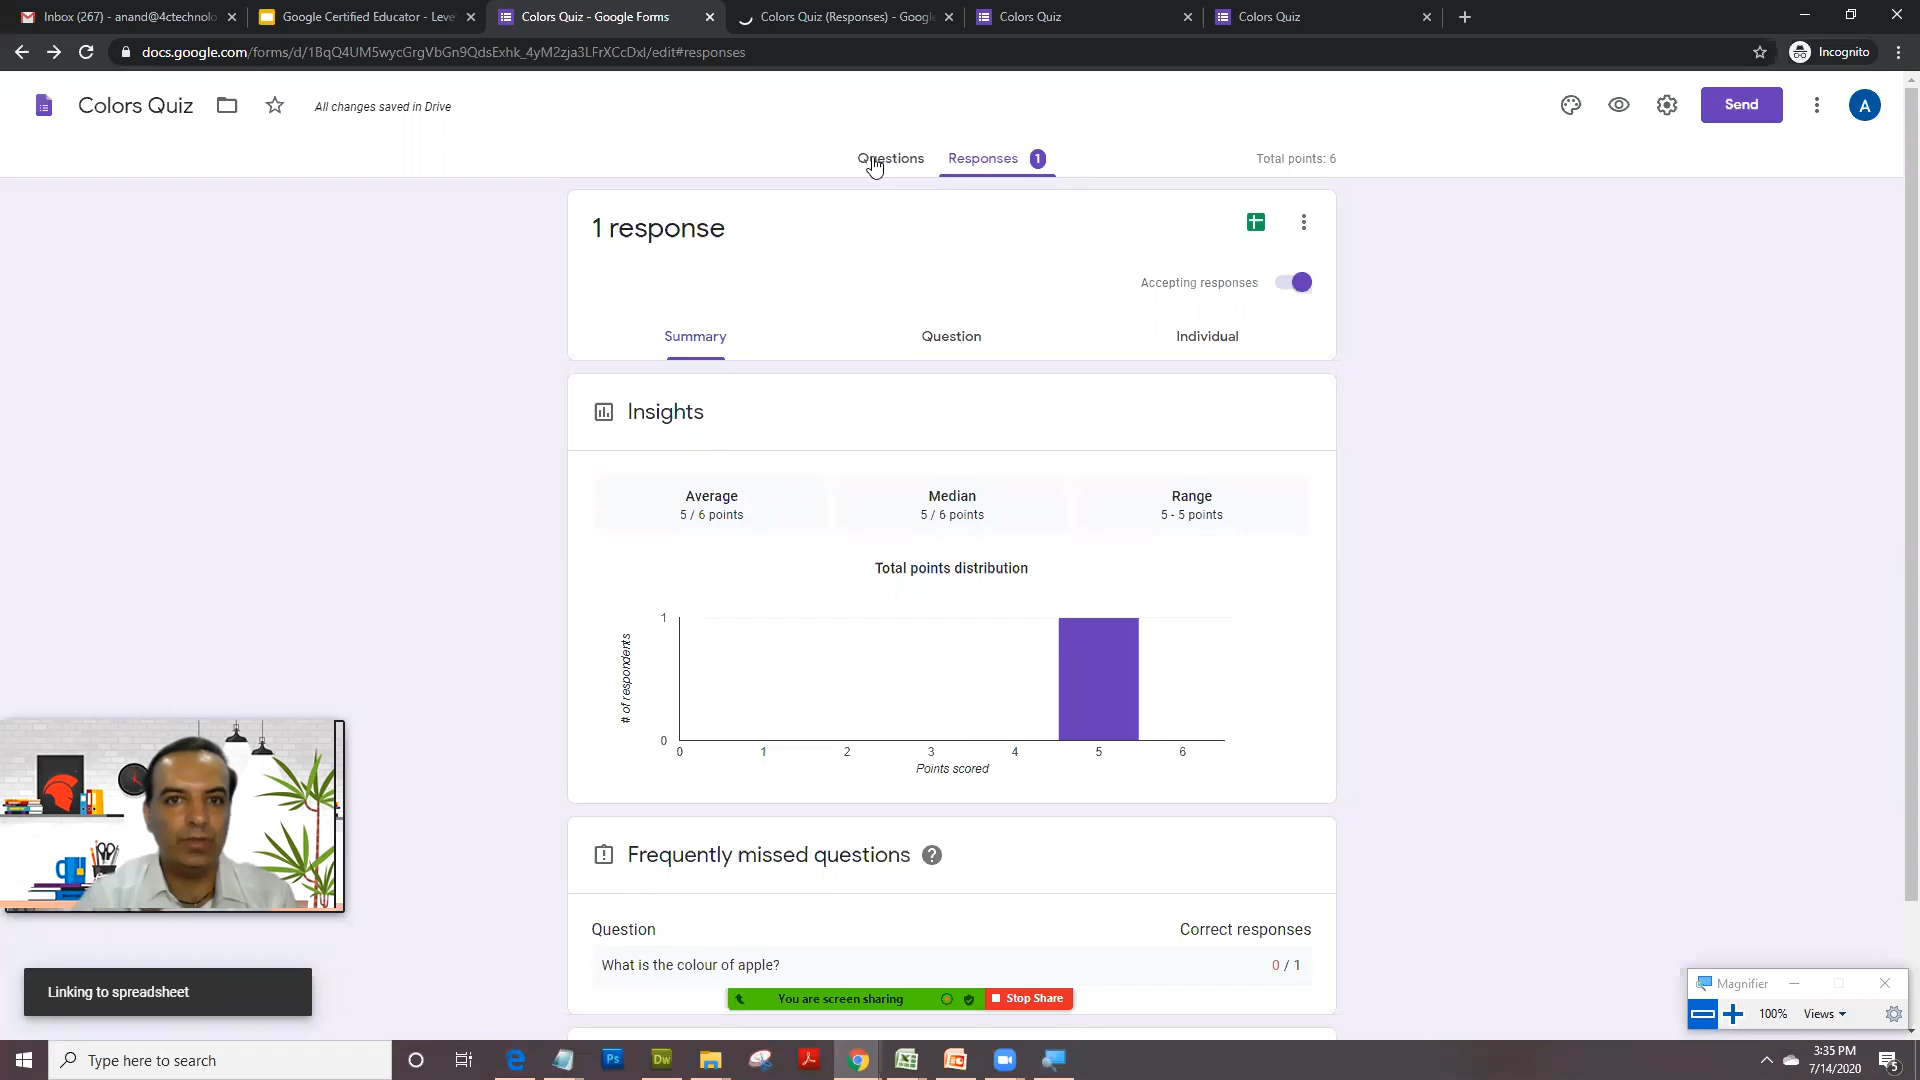 Inbox (267) - anand@4ctechnolo
Google Certified Educator - Leve
Colors Quiz - Google Forms
Colors Quiz (Responses) - Google
Colors Quiz
Colors Quiz
docs.google.com/forms/d/1BqQ4UM5wycGrgVbGn9QdsExhk_4yM2zja3LFrXCcDxI/edit#responses
Incognito
Colors Quiz
All changes saved in Drive
Send
A
Questions
Responses 1
Total points: 6
1 response
Accepting responses
Summary
Question
Individual
Insights
Average
5 / 6 points
Median
5 / 6 points
Range
5 - 5 points
Total points distribution
# of respondents
1
0
0 1 2 3 4 5 6
Points scored
Frequently missed questions ?
Question
Correct responses
What is the colour of apple?
0 / 1
You are screen sharing
Stop Share
Linking to spreadsheet
Magnifier
100%
Views
Type here to search
Ps
Dw
3:35 PM
7/14/2020
5